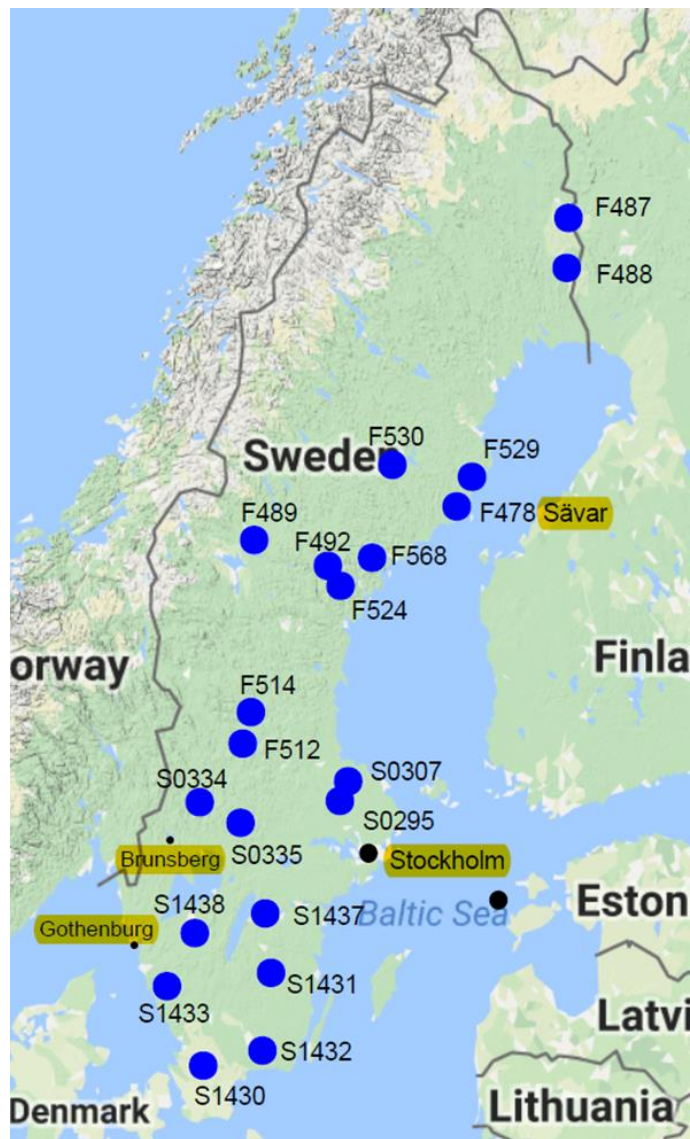 F487
F488
F530
Sweden
F529
F489
F478 Sävar
F492
F568
F524
orway
Finla
F514
F512
S0307
S0334
S0295
S0335
Brunsberg
Stockholm
S1438
S1437
Baltic Sea
Eston
Gothenburg
S1431
S1433
Latvi
S1432
S1430
Denmark
Lithuania